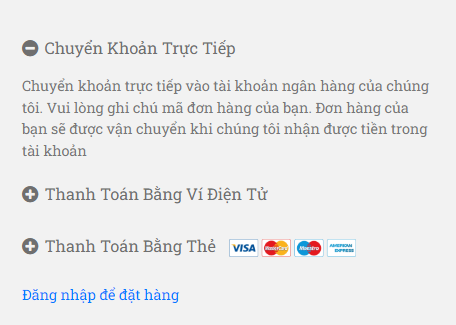 Chuyển Khoản Trực Tiếp
Chuyển khoản trực tiếp vào tài khoản ngân hàng của chúng
tôi. Vui lòng ghi chú mã đơn hàng của bạn. Đơn hàng của
bạn sẽ được vận chuyển khi chúng tôi nhận được tiền trong
tài khoản
Thanh Toán Bằng Ví Điện Tử
Thanh Toán Bằng Thẻ VISA MasterCard Maestro AMERICAN EXPRESS
Đăng nhập để đặt hàng